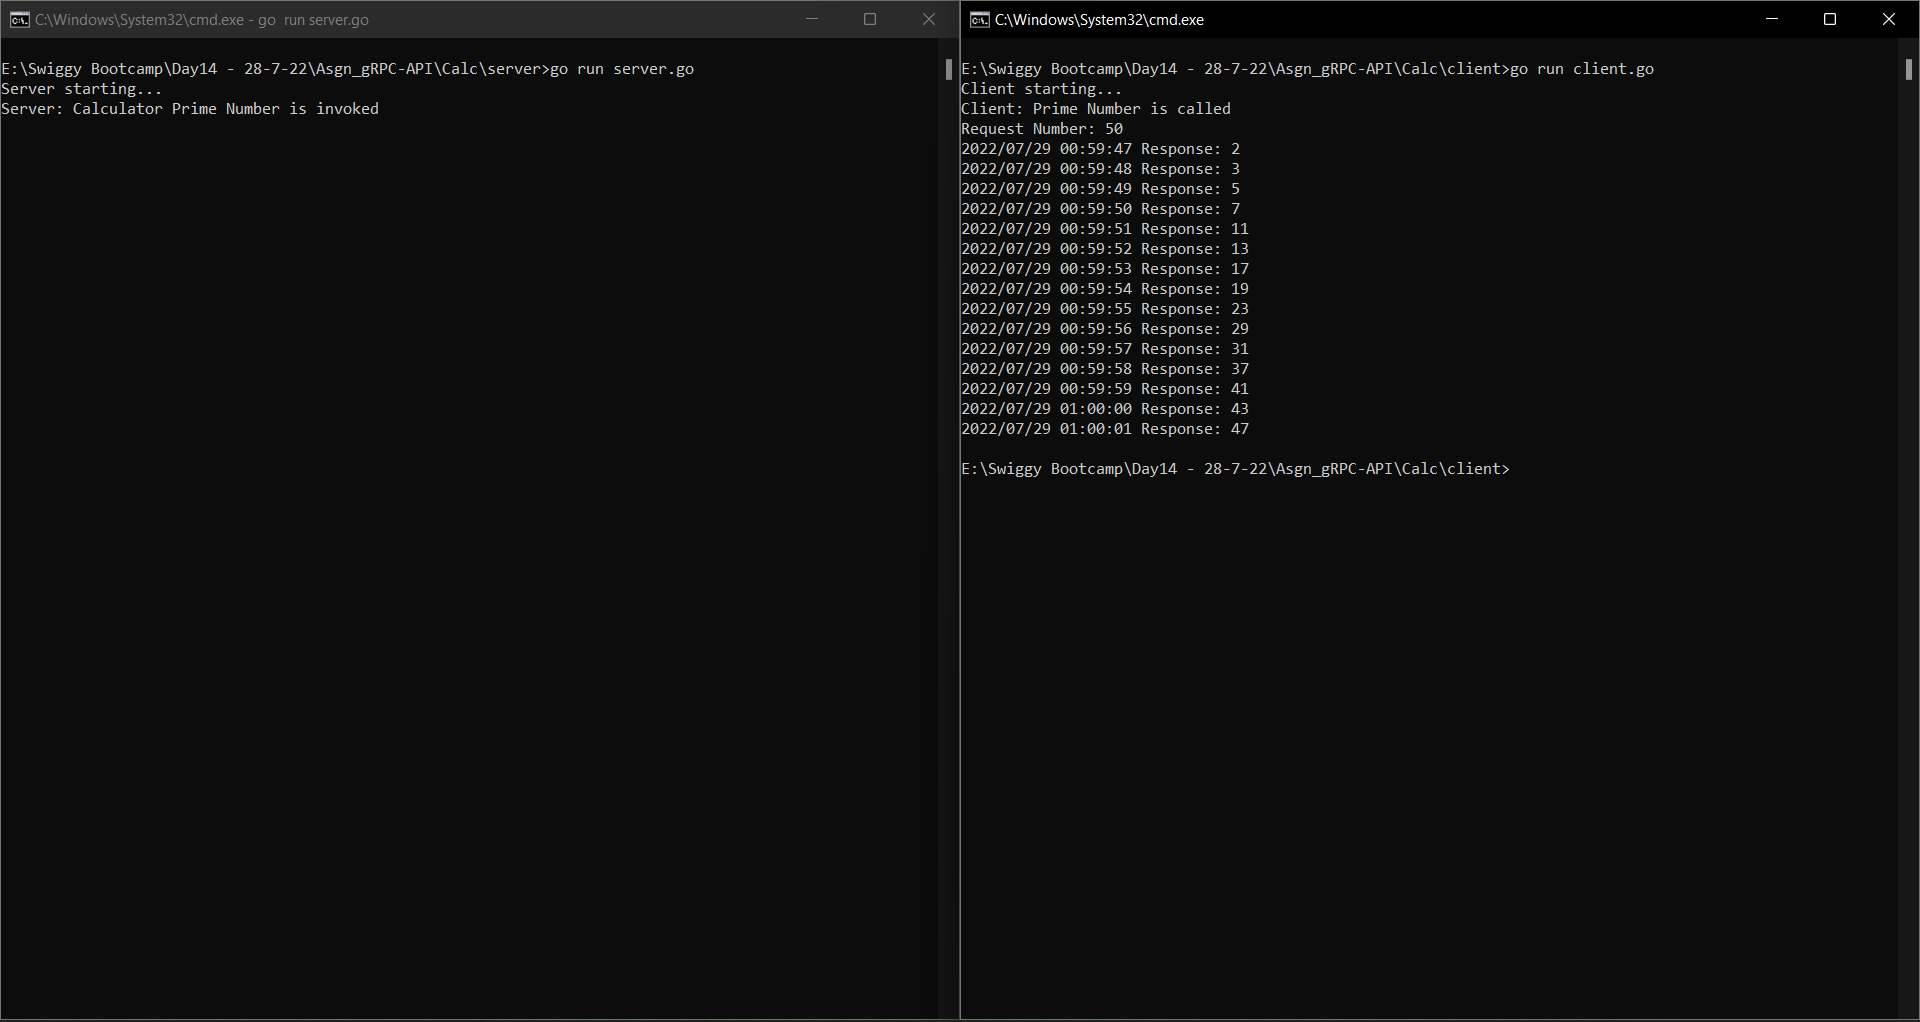 C:\Windows\System32\cmd.exe - go  run server.go
E:\Swiggy Bootcamp\Day14 - 28-7-22\Asgn_gRPC-API\Calc\server>go run server.go
Server starting...
Server: Calculator Prime Number is invoked
C:\Windows\System32\cmd.exe
E:\Swiggy Bootcamp\Day14 - 28-7-22\Asgn_gRPC-API\Calc\client>go run client.go
Client starting...
Client: Prime Number is called
Request Number: 50
2022/07/29 00:59:47 Response: 2
2022/07/29 00:59:48 Response: 3
2022/07/29 00:59:49 Response: 5
2022/07/29 00:59:50 Response: 7
2022/07/29 00:59:51 Response: 11
2022/07/29 00:59:52 Response: 13
2022/07/29 00:59:53 Response: 17
2022/07/29 00:59:54 Response: 19
2022/07/29 00:59:55 Response: 23
2022/07/29 00:59:56 Response: 29
2022/07/29 00:59:57 Response: 31
2022/07/29 00:59:58 Response: 37
2022/07/29 00:59:59 Response: 41
2022/07/29 01:00:00 Response: 43
2022/07/29 01:00:01 Response: 47
E:\Swiggy Bootcamp\Day14 - 28-7-22\Asgn_gRPC-API\Calc\client>